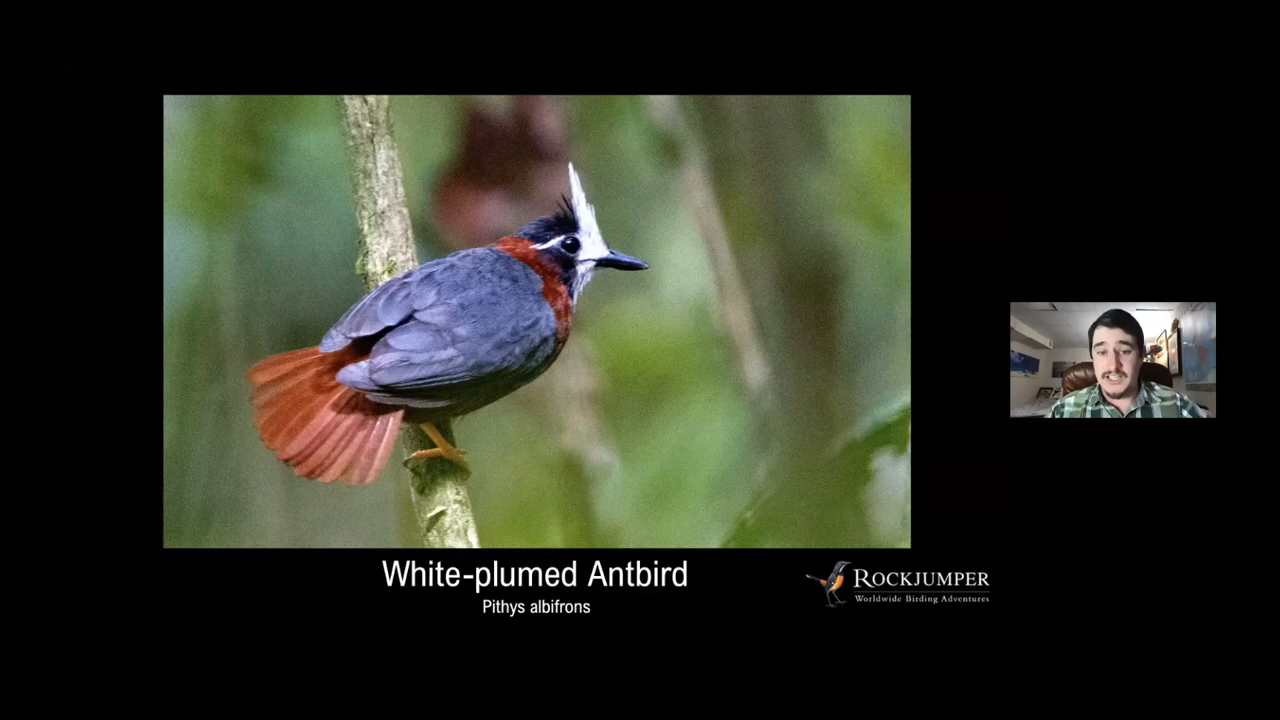 White-plumed Antbird
Pithys albifrons
ROCKJUMPER
Worldwide Birding Adventures